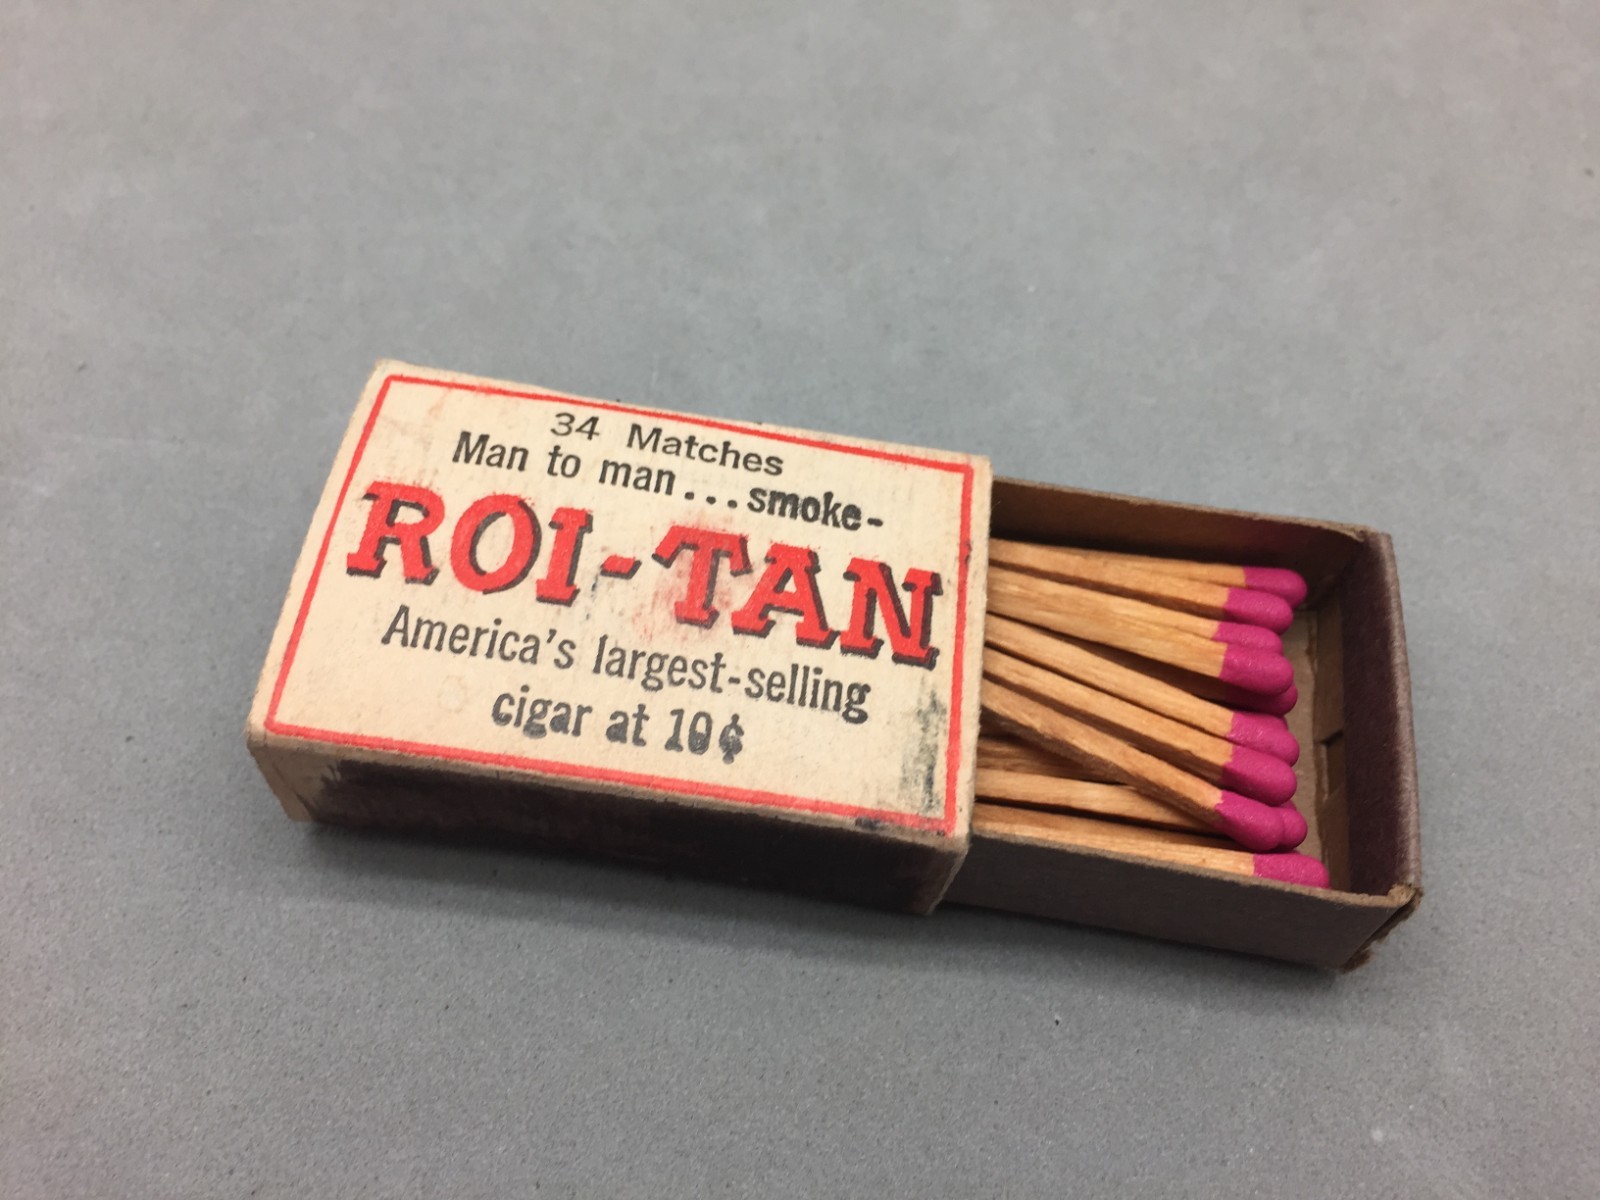 34 Matches
Man to man...smoke-
ROI-TAN
America's largest-selling
cigar at 10¢